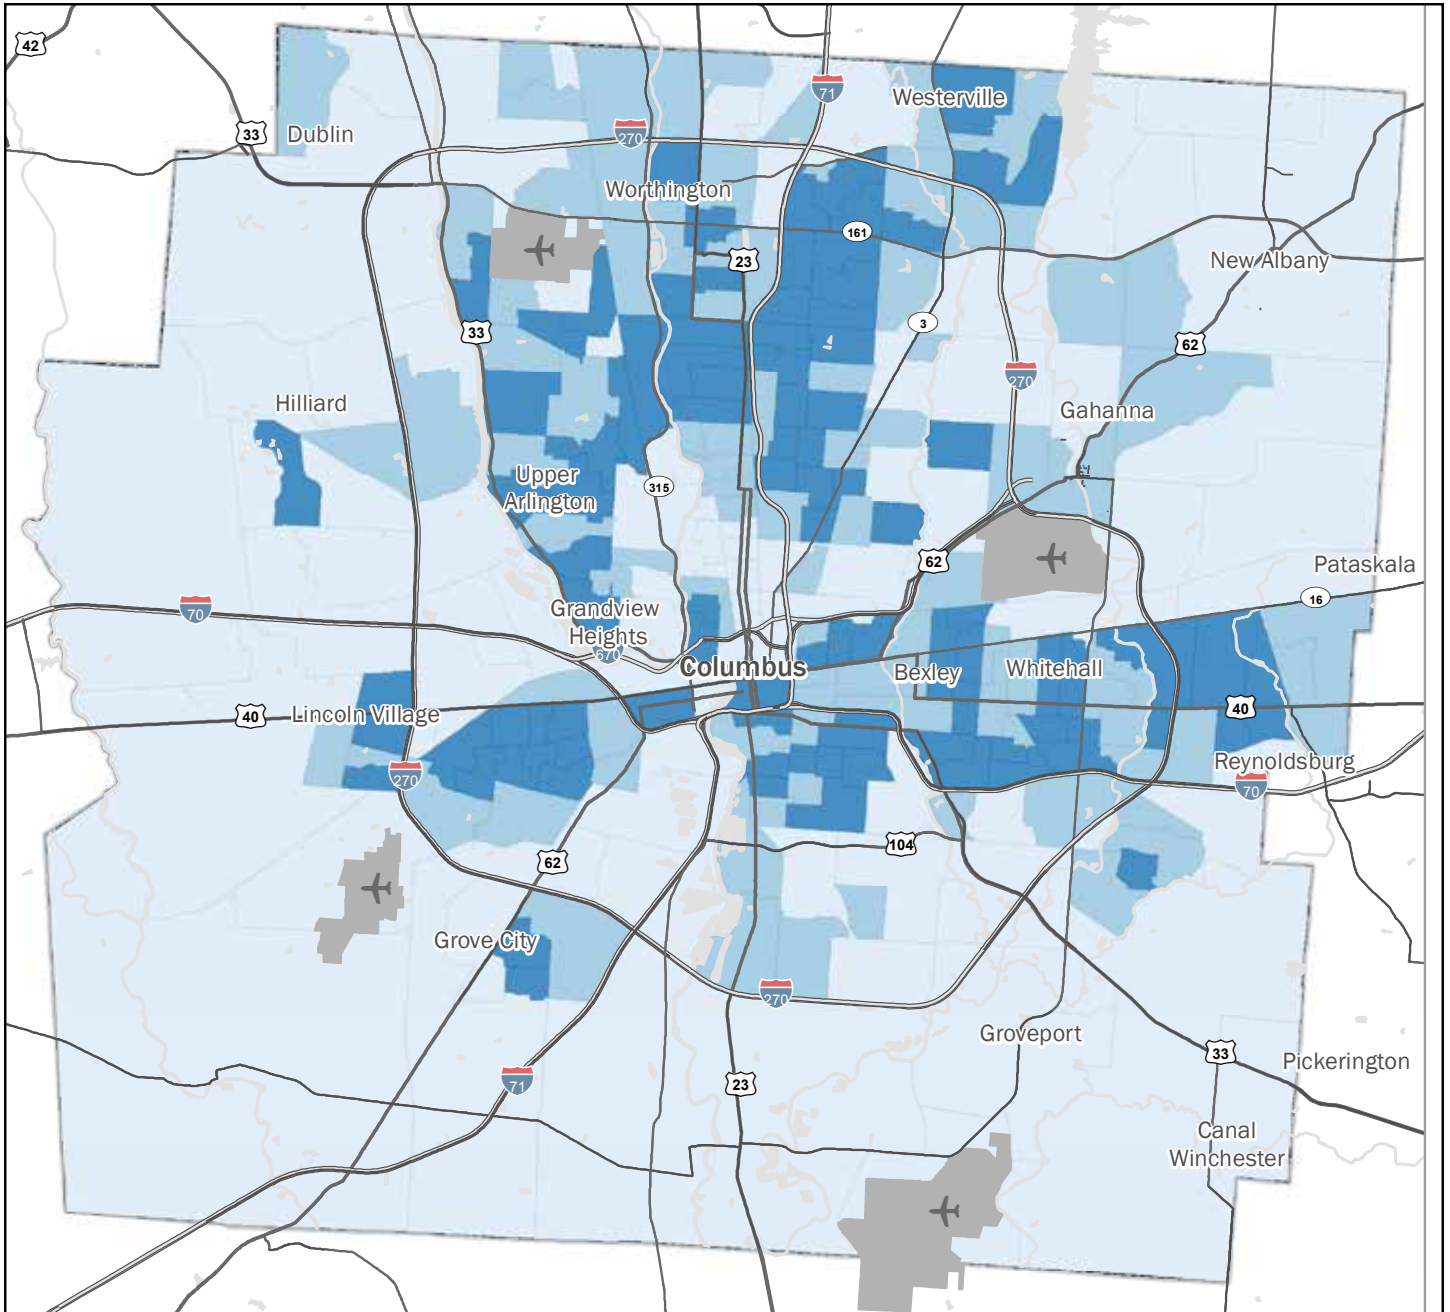 42
71
Westerville
33
Dublin
270
Worthington
161
23
New Albany
33
3
62
270
Hilliard
Gahanna
Upper
Arlington
315
62
Pataskala
16
70
Grandview
Heights
670
Columbus
Bexley
Whitehall
40
Lincoln Village
40
270
Reynoldsburg
70
62
104
Grove City
270
Groveport
33
Pickerington
71
23
Canal
Winchester